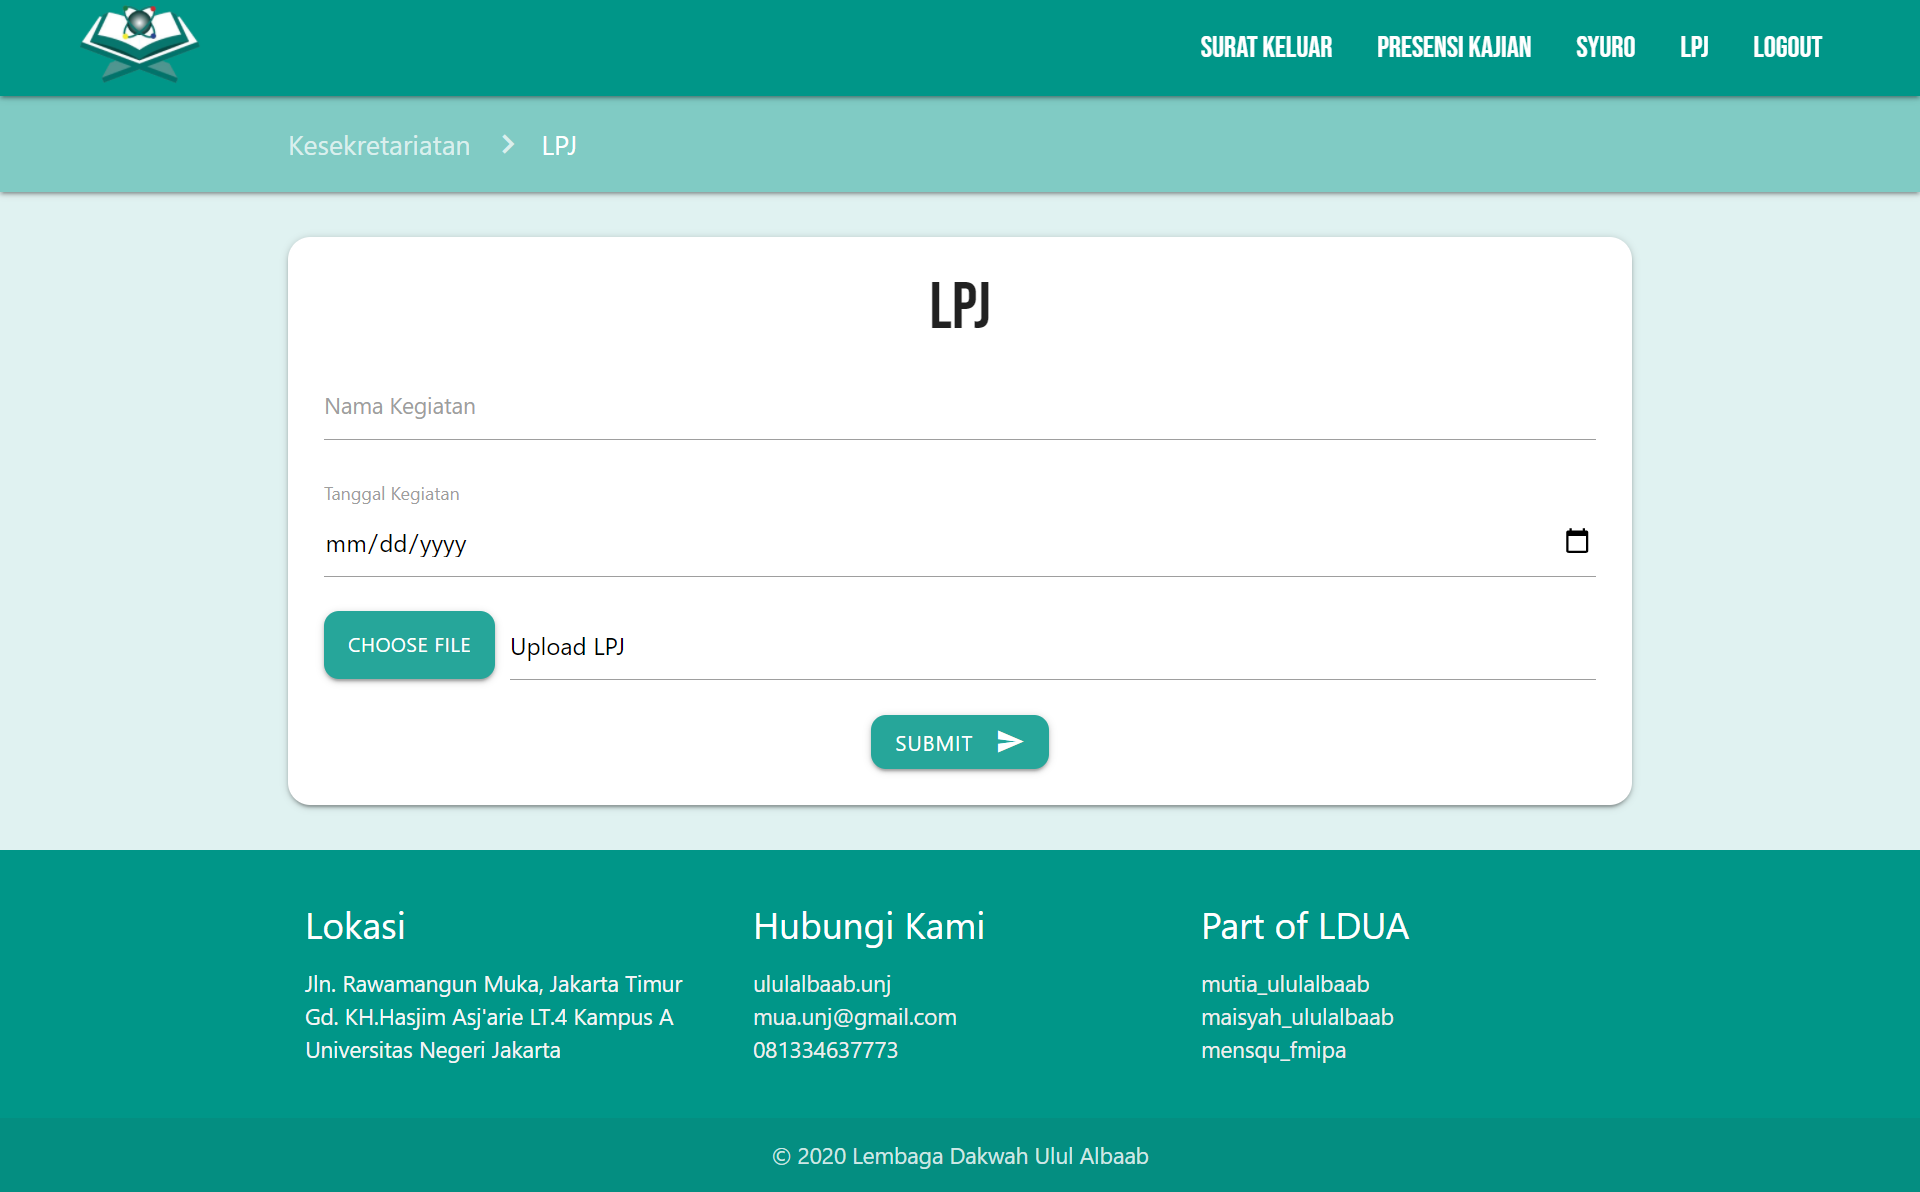 SURAT KELUAR PRESENSI KAJIAN SYURO LPJ LOGOUT
Kesekretariatan LPJ
LPJ
Nama Kegiatan
Tanggal Kegiatan
mm/dd/yyyy
CHOOSE FILE Upload LPJ
SUBMIT
Lokasi
Jln. Rawamangun Muka, Jakarta Timur
Gd. KH.Hasjim Asj'arie LT.4 Kampus A
Universitas Negeri Jakarta
Hubungi Kami
ululalbaab.unj
mua.unj@gmail.com
081334637773
Part of LDUA
mutia_ululalbaab
maisyah_ululalbaab
mensqu_fmipa
© 2020 Lembaga Dakwah Ulul Albaab